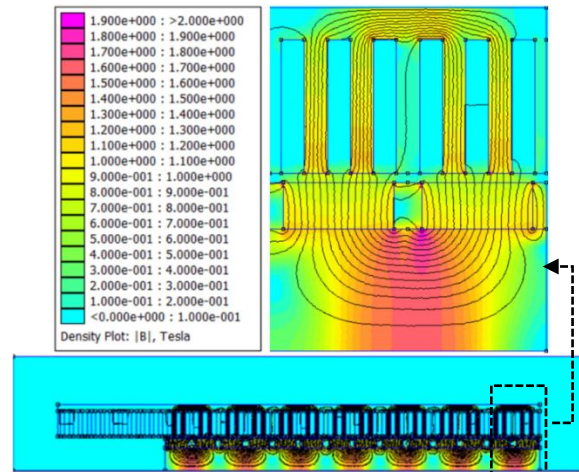 1.900e+000 : >2.000e+000
1.800e+000 : 1.900e+000
1.700e+000 : 1.800e+000
1.600e+000 : 1.700e+000
1.500e+000 : 1.600e+000
1.400e+000 : 1.500e+000
1.300e+000 : 1.400e+000
1.200e+000 : 1.300e+000
1.100e+000 : 1.200e+000
1.000e+000 : 1.100e+000
9.000e-001 : 1.000e+000
8.000e-001 : 9.000e-001
7.000e-001 : 8.000e-001
6.000e-001 : 7.000e-001
5.000e-001 : 6.000e-001
4.000e-001 : 5.000e-001
3.000e-001 : 4.000e-001
2.000e-001 : 3.000e-001
1.000e-001 : 2.000e-001
<0.000e+000 : 1.000e-001
Density Plot: |B|, Tesla